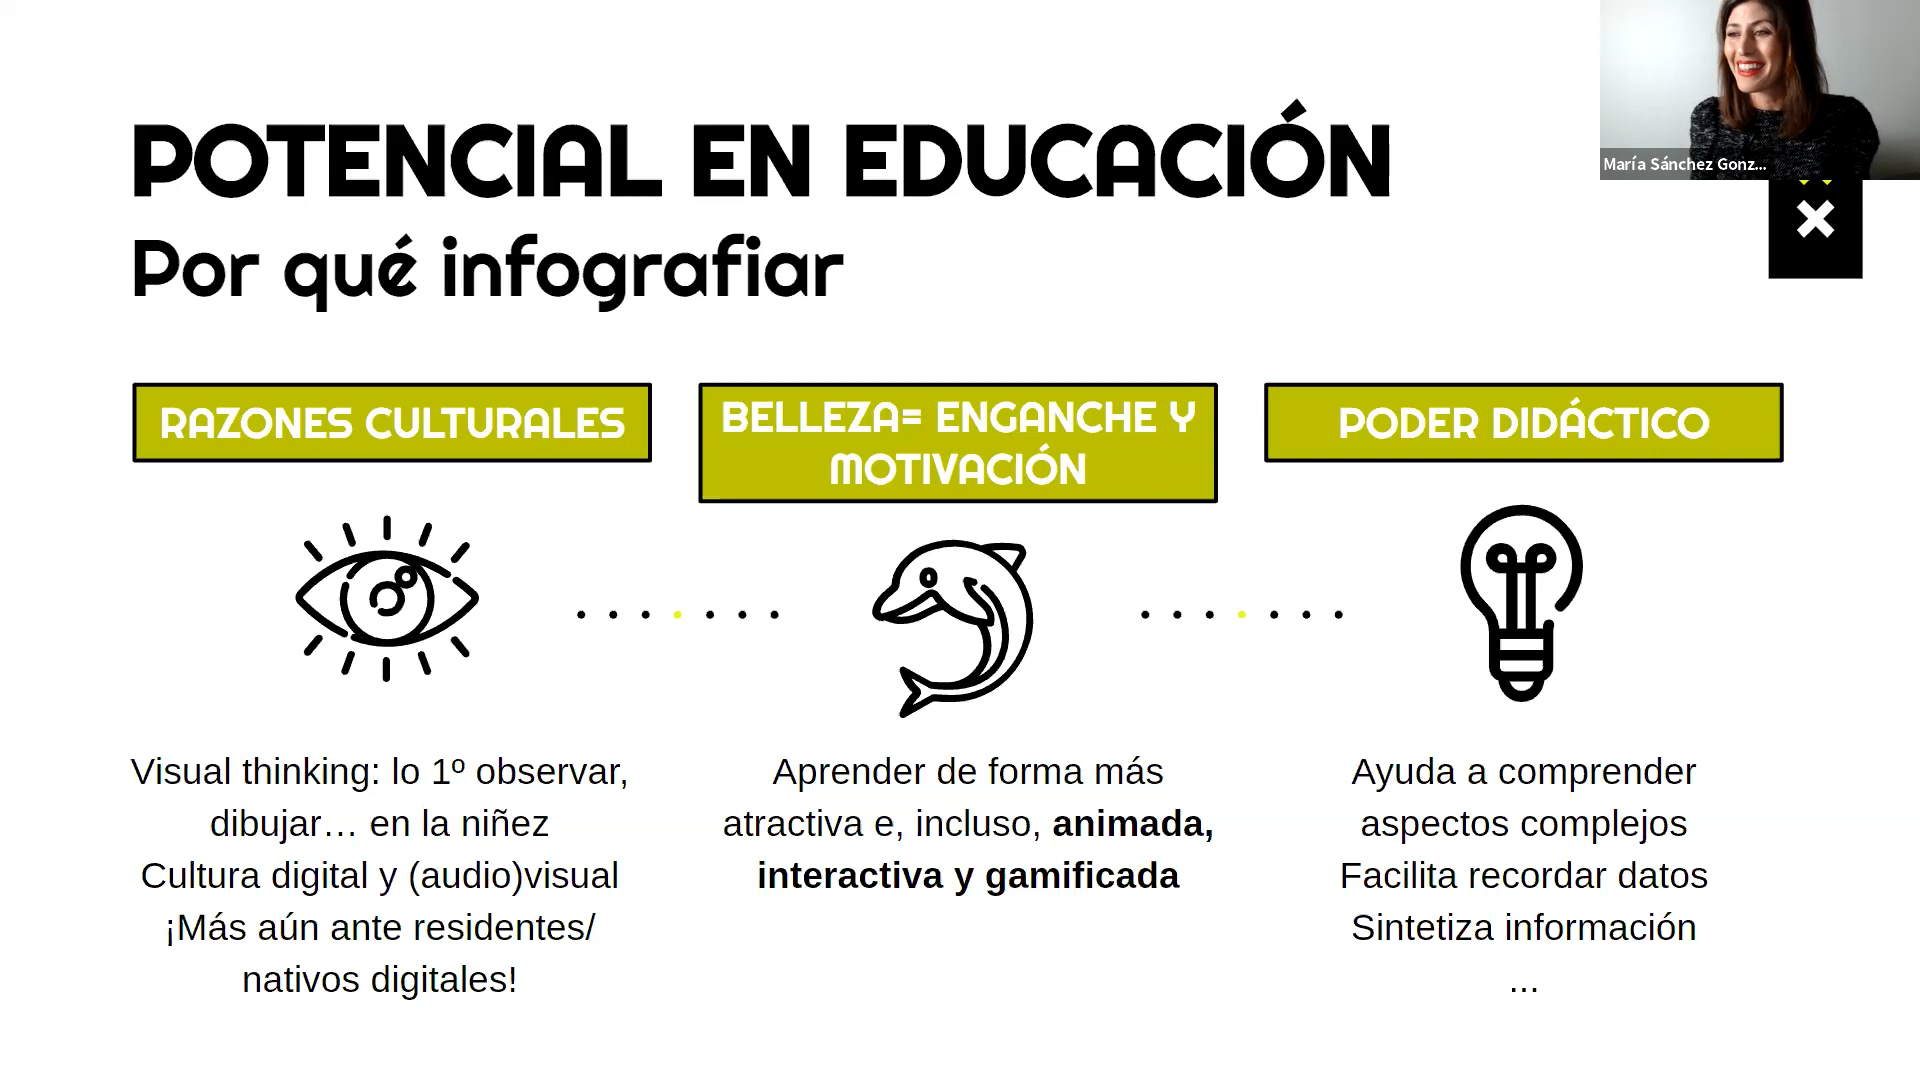 POTENCIAL EN EDUCACIÓN
Por qué infografiar
María Sánchez Gonz...
RAZONES CULTURALES
Visual thinking: lo 1º observar,
dibujar… en la niñez
Cultura digital y (audio)visual
¡Más aún ante residentes/
nativos digitales!
BELLEZA= ENGANCHE Y
MOTIVACIÓN
Aprender de forma más
atractiva e, incluso, animada,
interactiva y gamificada
PODER DIDÁCTICO
Ayuda a comprender
aspectos complejos
Facilita recordar datos
Sintetiza información
...